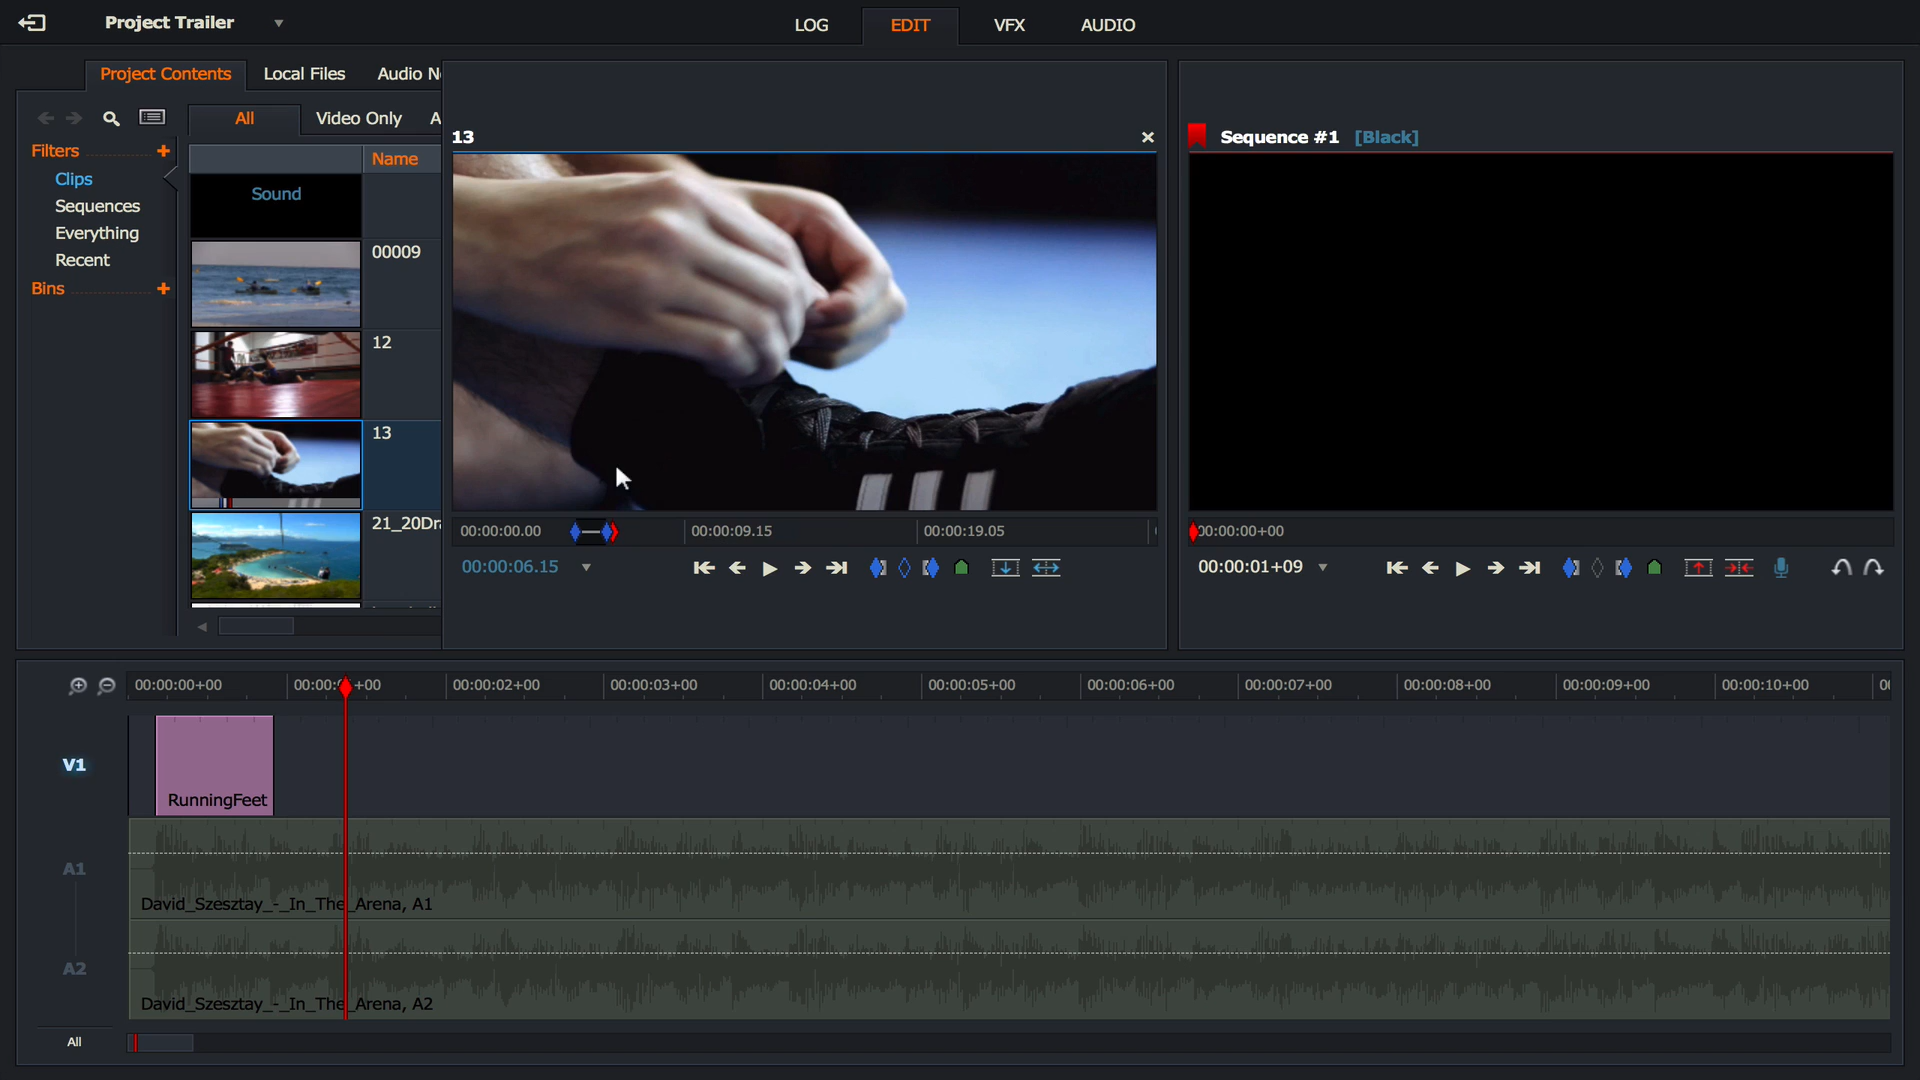 Project Trailer
LOG
EDIT
VFX
AUDIO
Project Contents
Local Files
Audio N
All
Video Only
A
Filters
Clips
Sequences
Everything
Recent
Bins
Name
Sound
00009
12
13
21_20Dr
13
00:00:00.00
00:00:09.15
00:00:19.05
00:00:06.15
Sequence #1 [Black]
00:00:00+00
00:00:01+09
00:00:00+00
+00
00:00:02+00
00:00:03+00
00:00:04+00
00:00:05+00
00:00:06+00
00:00:07+00
00:00:08+00
00:00:09+00
00:00:10+00
V1
RunningFeet
A1
David_Szesztay_-_In_The_Arena, A1
A2
David_Szesztay_-_In_The_Arena, A2
All